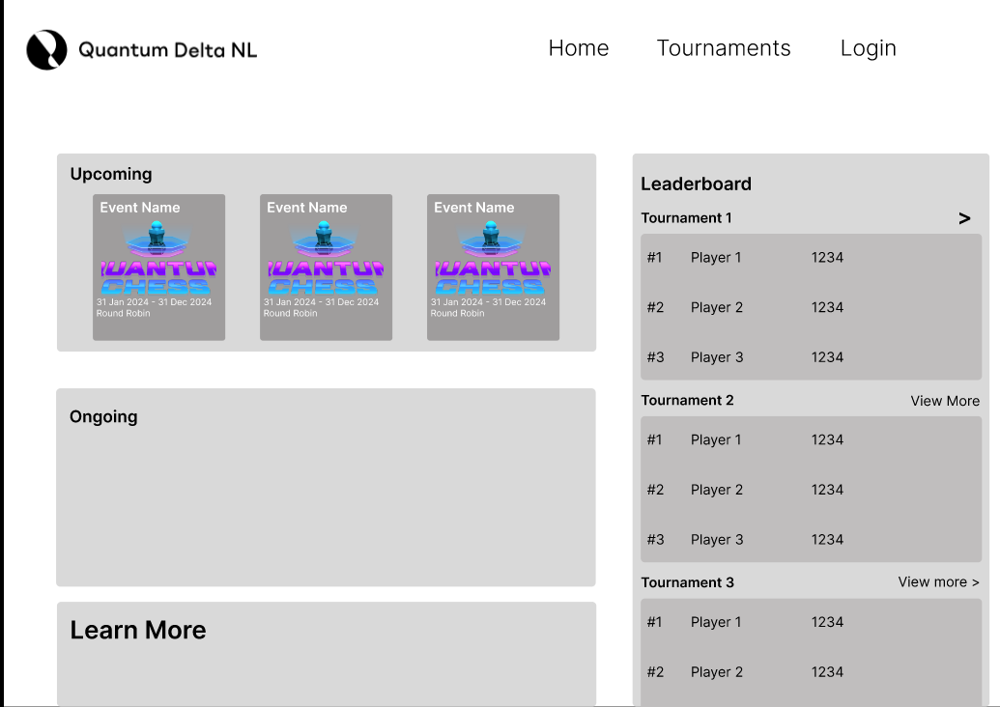 Quantum Delta NL
Home Tournaments Login
Upcoming
Event Name
QUANTUM
CHESS
31 Jan 2024 - 31 Dec 2024
Round Robin
Event Name
QUANTUM
CHESS
31 Jan 2024 - 31 Dec 2024
Round Robin
Event Name
QUANTUM
CHESS
31 Jan 2024 - 31 Dec 2024
Round Robin
Ongoing
Learn More
Leaderboard
Tournament 1 >
#1 Player 1 1234
#2 Player 2 1234
#3 Player 3 1234
Tournament 2 View More
#1 Player 1 1234
#2 Player 2 1234
#3 Player 3 1234
Tournament 3 View more >
#1 Player 1 1234
#2 Player 2 1234